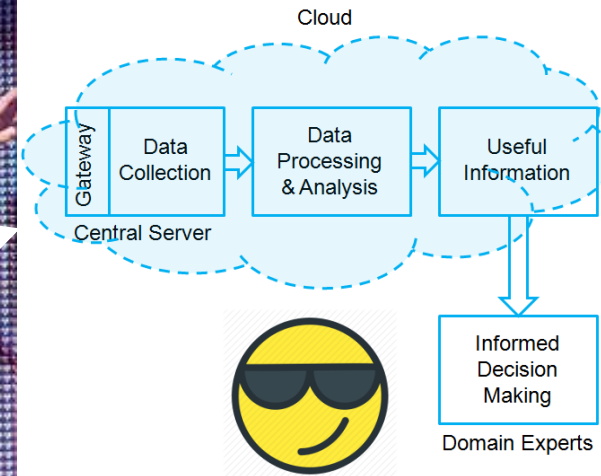 Cloud
Gateway
Data
Collection
Data
Processing
& Analysis
Useful
Information
Central Server
Informed
Decision
Making
Domain Experts